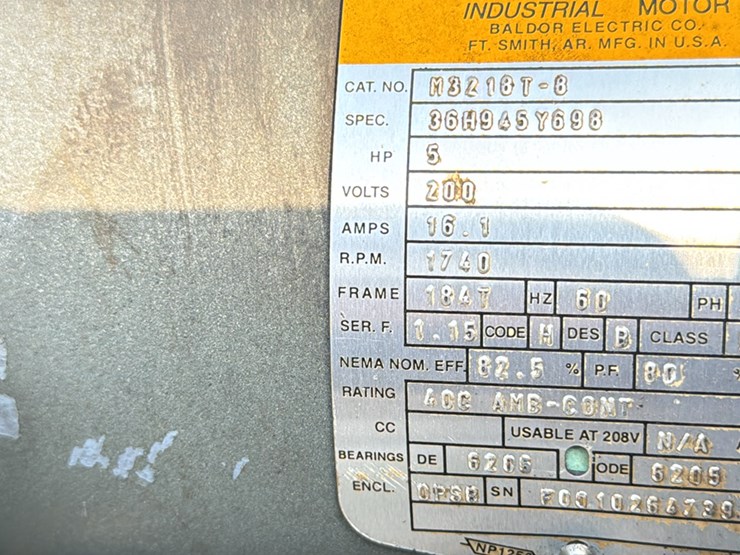 INDUSTRIAL MOTOR
BALDOR ELECTRIC CO.
FT. SMITH, AR. MFG. IN U.S.A.
CAT. NO. M3218T-8
SPEC. 36H945Y698
HP 5
VOLTS 200
AMPS 16.1
R.P.M. 1740
FRAME 184T HZ 60 PH
SER. F. 1.15 CODE H DES B CLASS
NEMA NOM. EFF. 82.5 % P.F. 80 %
RATING 40C AMB-CONT
CC USABLE AT 208V N/A
BEARINGS DE 6206 ODE 6205
ENCL. OPSB SN